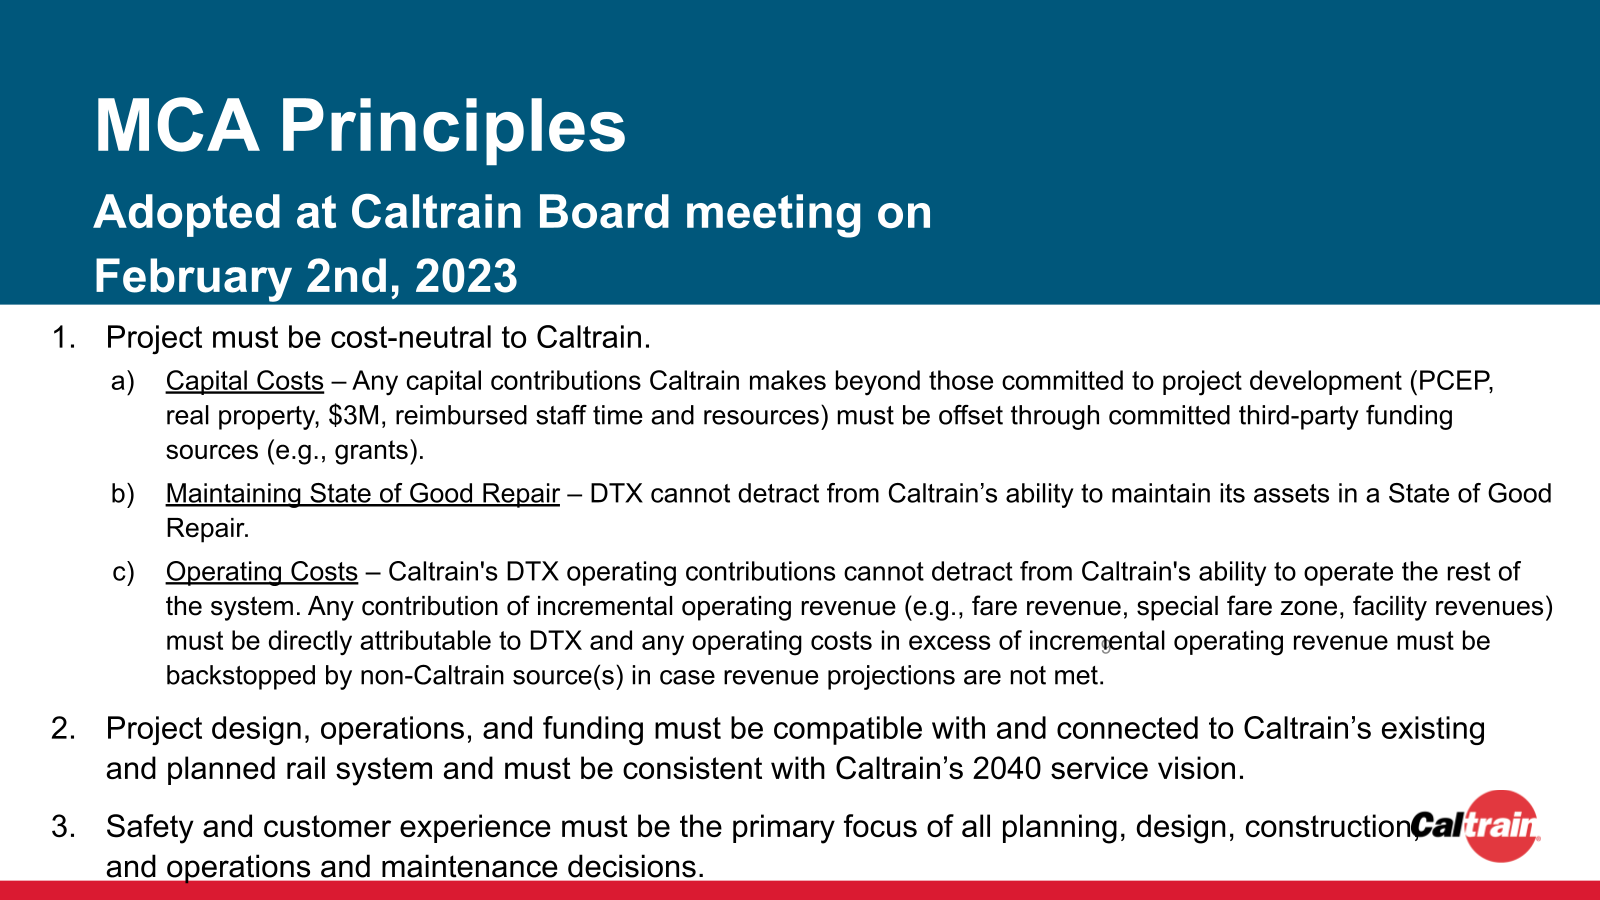 MCA Principles
Adopted at Caltrain Board meeting on
February 2nd, 2023
1. Project must be cost-neutral to Caltrain.
a) Capital Costs – Any capital contributions Caltrain makes beyond those committed to project development (PCEP,
real property, $3M, reimbursed staff time and resources) must be offset through committed third-party funding
sources (e.g., grants).
b) Maintaining State of Good Repair – DTX cannot detract from Caltrain’s ability to maintain its assets in a State of Good
Repair.
c) Operating Costs – Caltrain's DTX operating contributions cannot detract from Caltrain's ability to operate the rest of
the system. Any contribution of incremental operating revenue (e.g., fare revenue, special fare zone, facility revenues)
must be directly attributable to DTX and any operating costs in excess of incremental operating revenue must be
backstopped by non-Caltrain source(s) in case revenue projections are not met.
9
2. Project design, operations, and funding must be compatible with and connected to Caltrain’s existing
and planned rail system and must be consistent with Caltrain’s 2040 service vision.
3. Safety and customer experience must be the primary focus of all planning, design, construction,
and operations and maintenance decisions.
Caltrain®